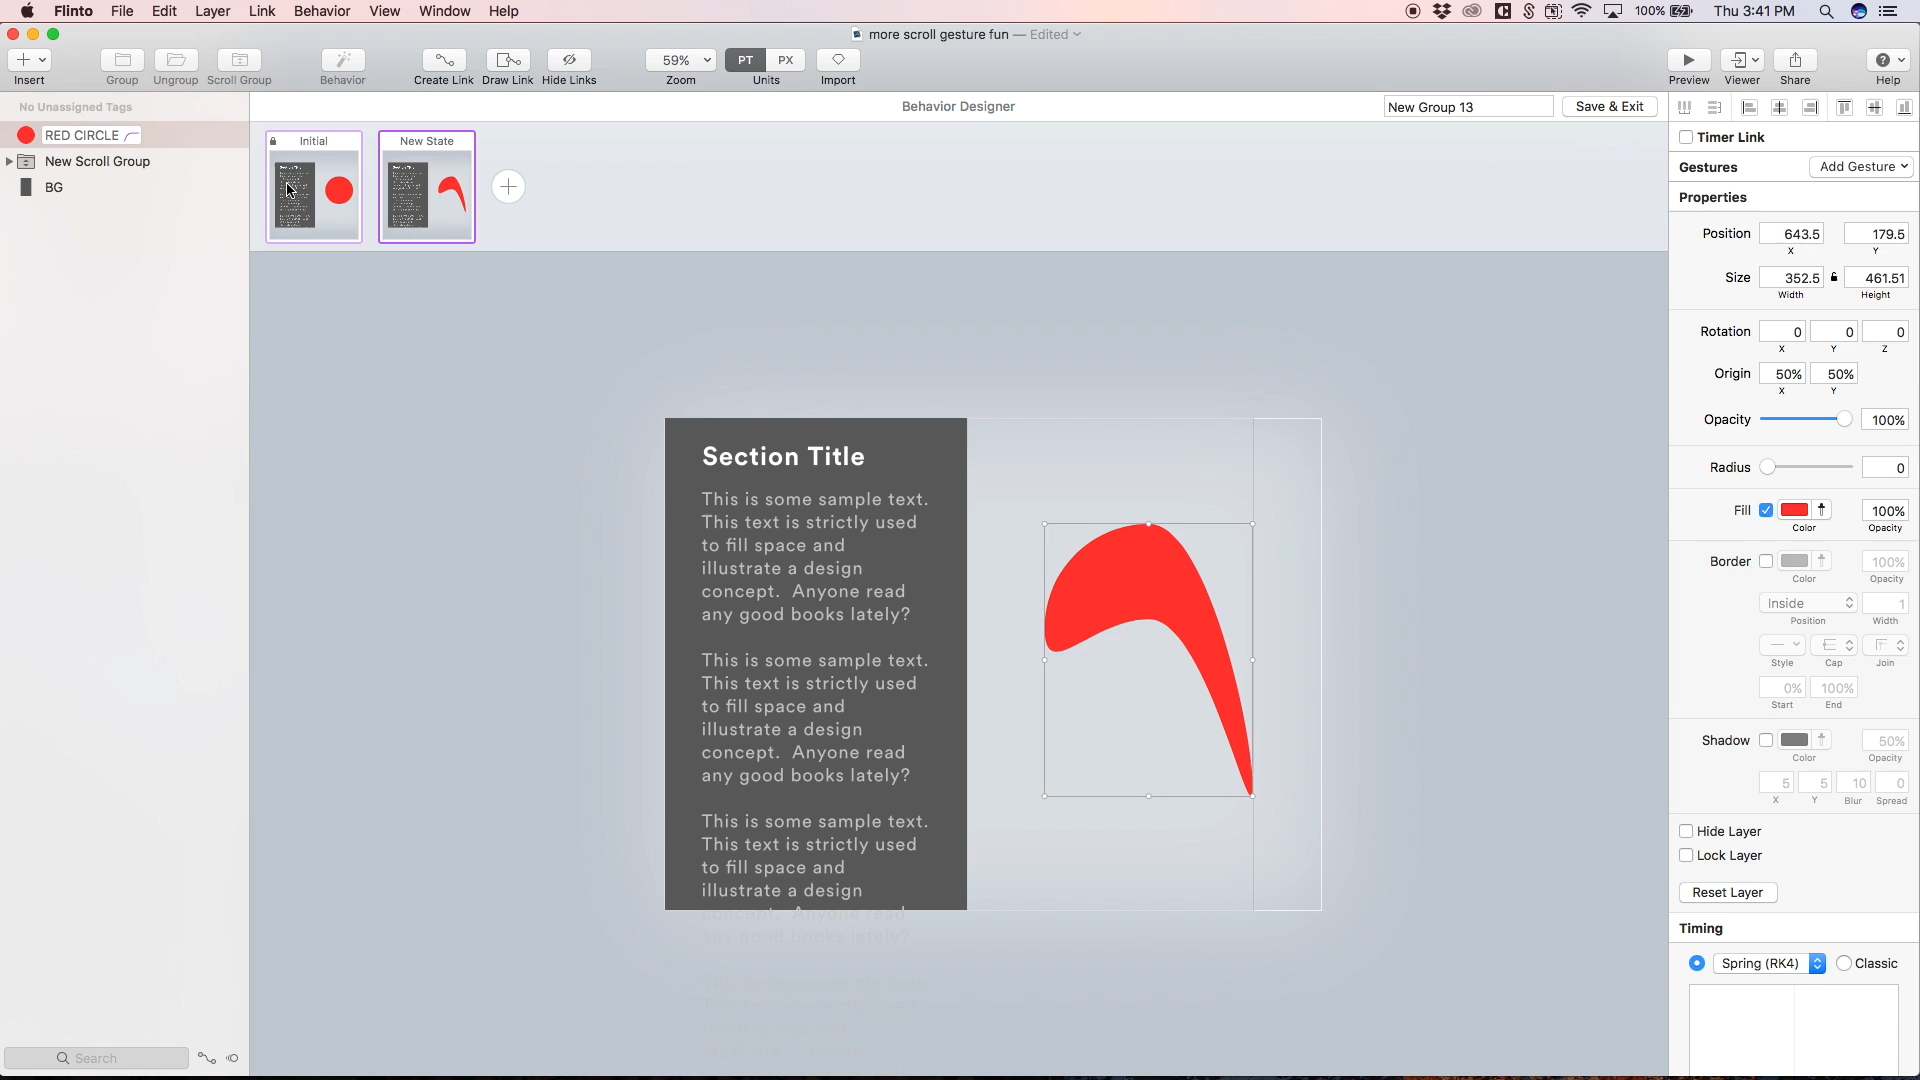 Flinto File Edit Layer Link Behavior View Window Help
100% Thu 3:41 PM
more scroll gesture fun — Edited
59% PT PX
Insert Group Ungroup Scroll Group Behavior Create Link Draw Link Hide Links Zoom Units Import Preview Viewer Share Help
No Unassigned Tags
Behavior Designer
New Group 13
Save & Exit
RED CIRCLE
New Scroll Group
BG
Initial
New State
Section Title
This is some sample text.
This text is strictly used
to fill space and
illustrate a design
concept. Anyone read
any good books lately?
This is some sample text.
This text is strictly used
to fill space and
illustrate a design
concept. Anyone read
any good books lately?
This is some sample text.
This text is strictly used
to fill space and
illustrate a design
concept. Anyone read
any good books lately?
Search
Timer Link
Gestures Add Gesture
Properties
Position 643.5 179.5
X Y
Size 352.5 461.51
Width Height
Rotation 0 0 0
X Y Z
Origin 50% 50%
X Y
Opacity 100%
Radius 0
Fill 100%
Color Opacity
Border 100%
Color Opacity
Inside 1
Position Width
Style Cap Join
0% 100%
Start End
Shadow 50%
Color Opacity
5 5 10 0
X Y Blur Spread
Hide Layer
Lock Layer
Reset Layer
Timing
Spring (RK4) Classic